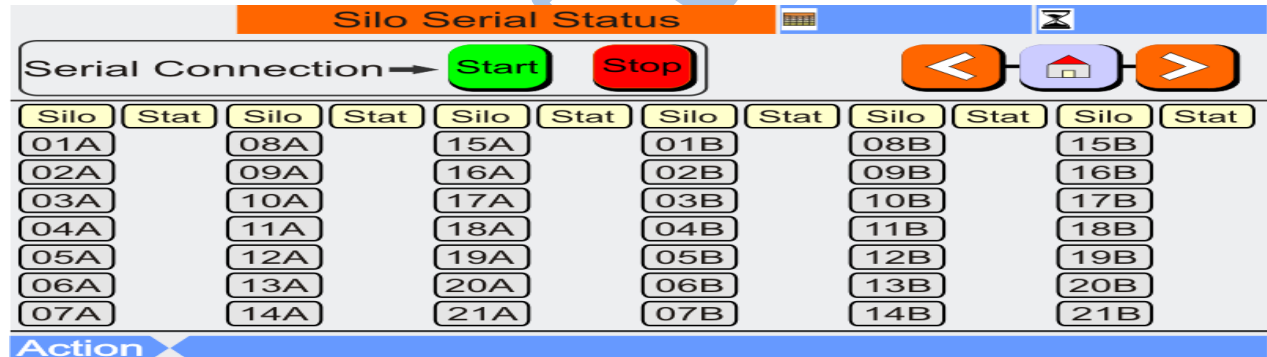 Silo Serial Status
Serial Connection Start Stop < >
Silo Stat Silo Stat Silo Stat Silo Stat Silo Stat Silo Stat
01A 08A 15A 01B 08B 15B
02A 09A 16A 02B 09B 16B
03A 10A 17A 03B 10B 17B
04A 11A 18A 04B 11B 18B
05A 12A 19A 05B 12B 19B
06A 13A 20A 06B 13B 20B
07A 14A 21A 07B 14B 21B
Action